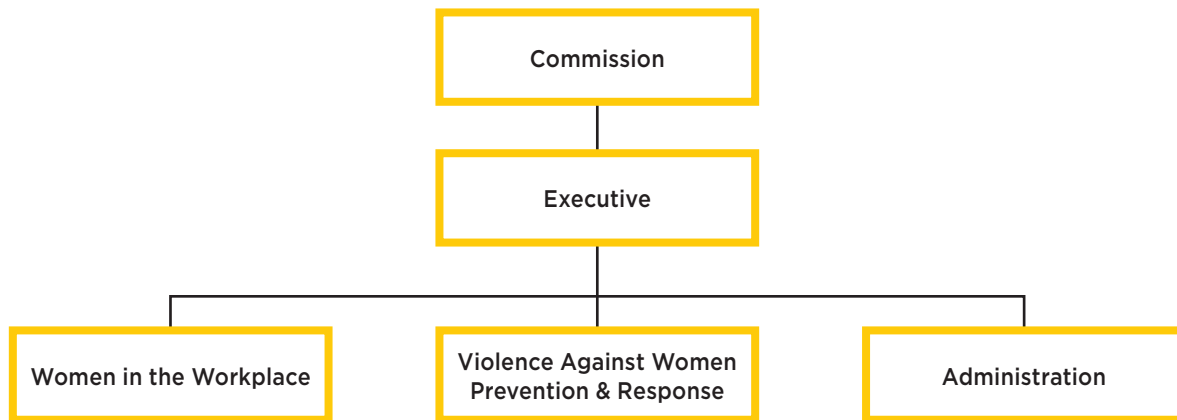 Commission
Executive
Women in the Workplace
Violence Against Women
Prevention & Response
Administration